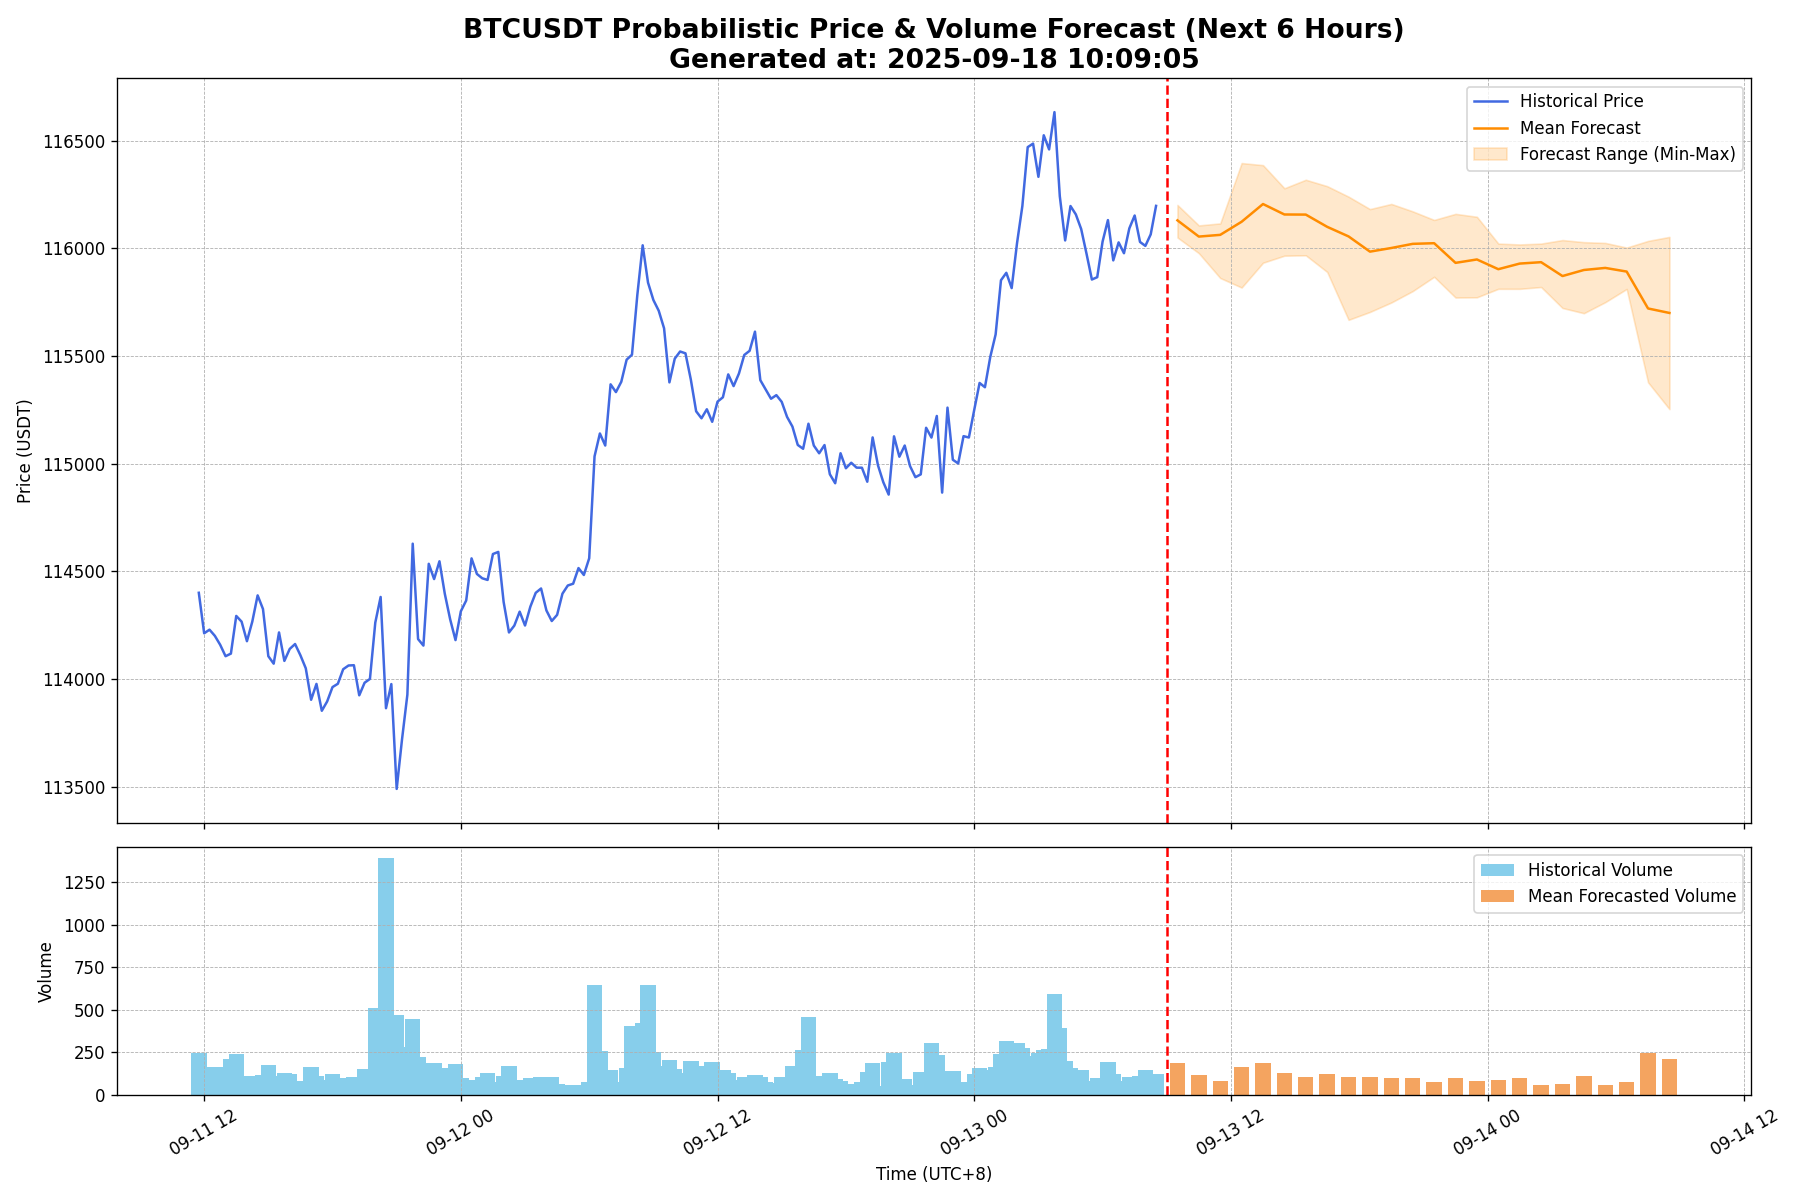 BTCUSDT Probabilistic Price & Volume Forecast (Next 6 Hours)
Generated at: 2025-09-18 10:09:05
Historical Price
Mean Forecast
Forecast Range (Min-Max)
116500
116000
115500
115000
114500
114000
113500
Price (USDT)
Historical Volume
Mean Forecasted Volume
1250
1000
750
500
250
0
Volume
09-11 12
09-12 00
09-12 12
09-13 00
09-13 12
09-14 00
09-14 12
Time (UTC+8)